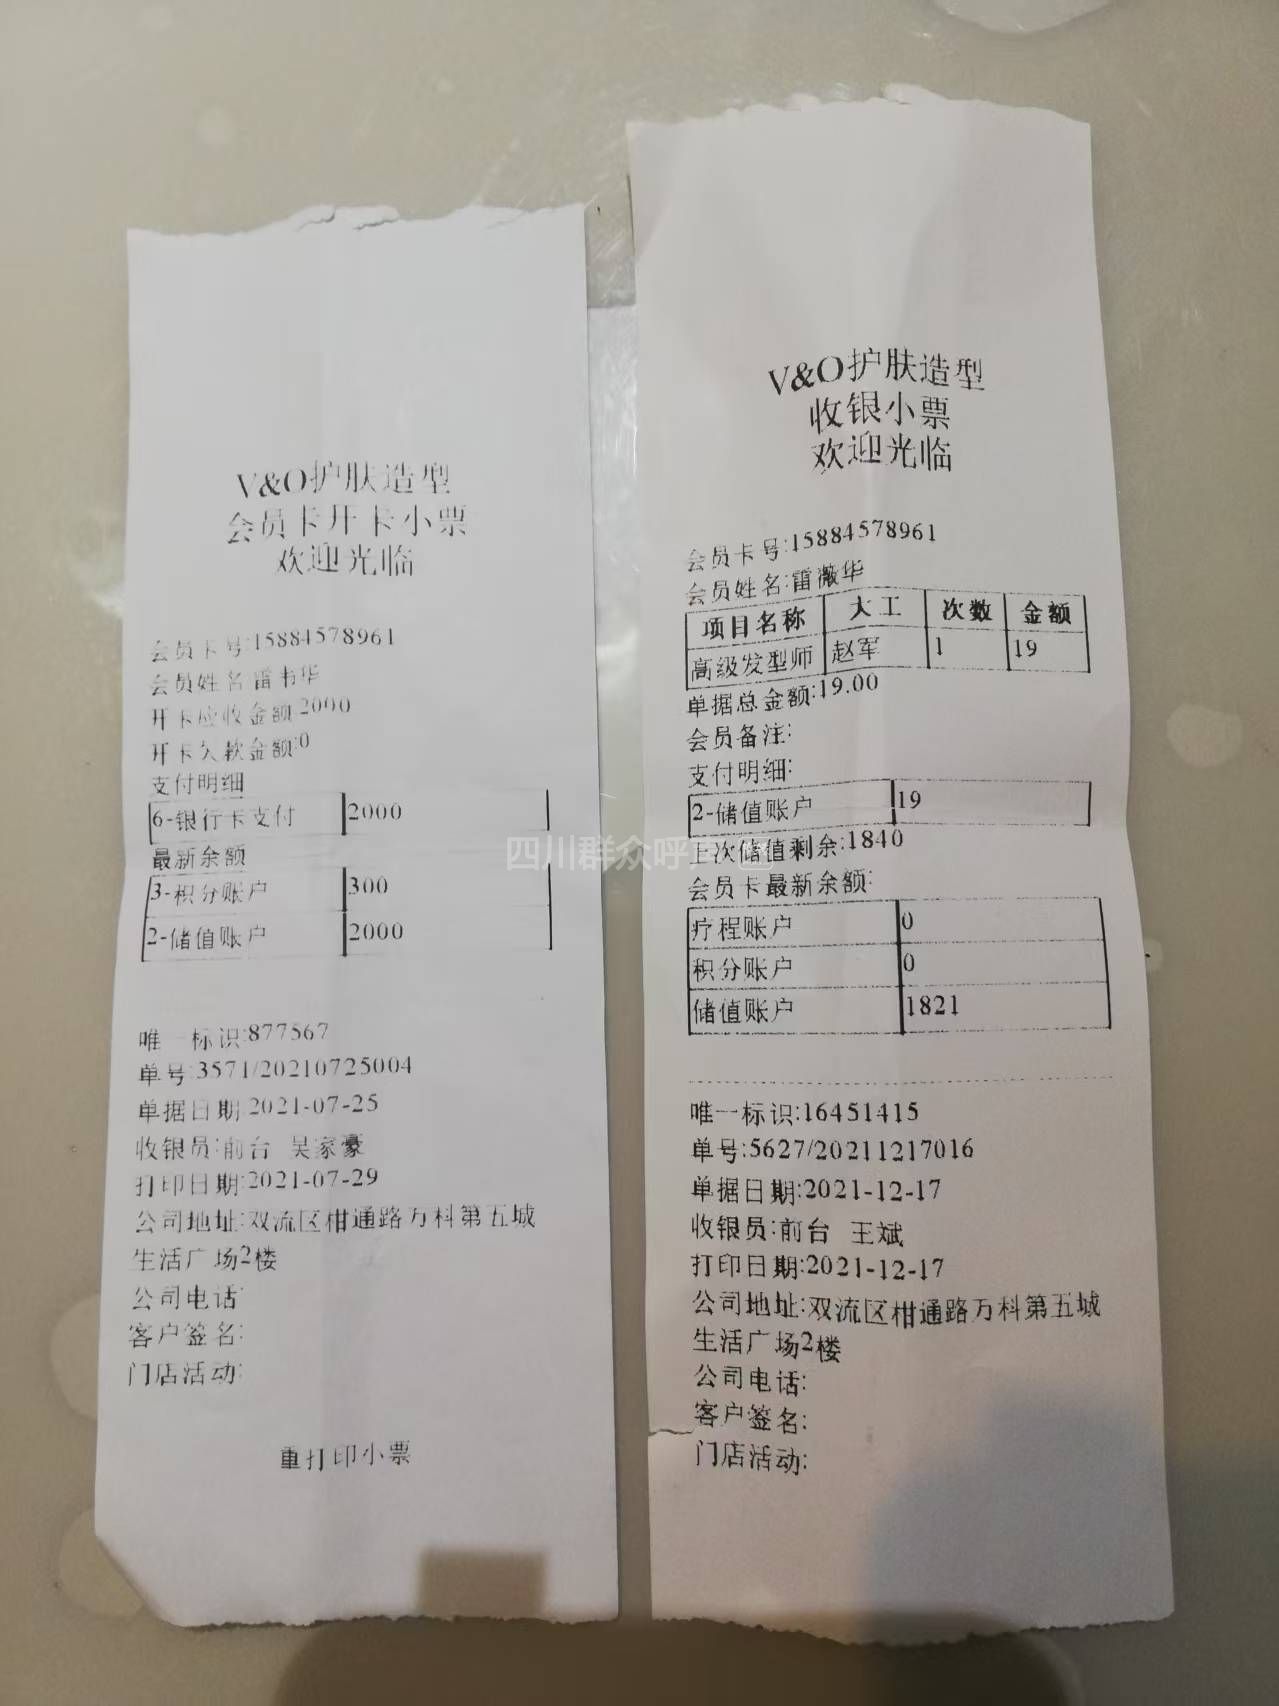 V&O护肤造型
会员卡开卡小票
欢迎光临
会员卡号:15884578961
会员姓名:雷韦华
开卡应收金额:2000
开卡欠款金额:0
支付明细
6-银行卡支付 2000
最新余额
3-积分账户 300
2-储值账户 2000
唯一标识:877567
单号:3571/20210725004
单据日期:2021-07-25
收银员:前台 吴家豪
打印日期:2021-07-29
公司地址:双流区柑通路万科第五城
生活广场2楼
公司电话:
客户签名:
门店活动:
重打印小票
V&O护肤造型
收银小票
欢迎光临
会员卡号:15884578961
会员姓名:雷薇华
项目名称 大工 次数 金额
高级发型师 赵军 1 19
单据总金额:19.00
会员备注:
支付明细:
2-储值账户 19
上次储值剩余:1840
会员卡最新余额:
疗程账户 0
积分账户 0
储值账户 1821
唯一标识:16451415
单号:5627/20211217016
单据日期:2021-12-17
收银员:前台 王斌
打印日期:2021-12-17
公司地址:双流区柑通路万科第五城
生活广场2楼
公司电话:
客户签名:
门店活动:
四川群众呼